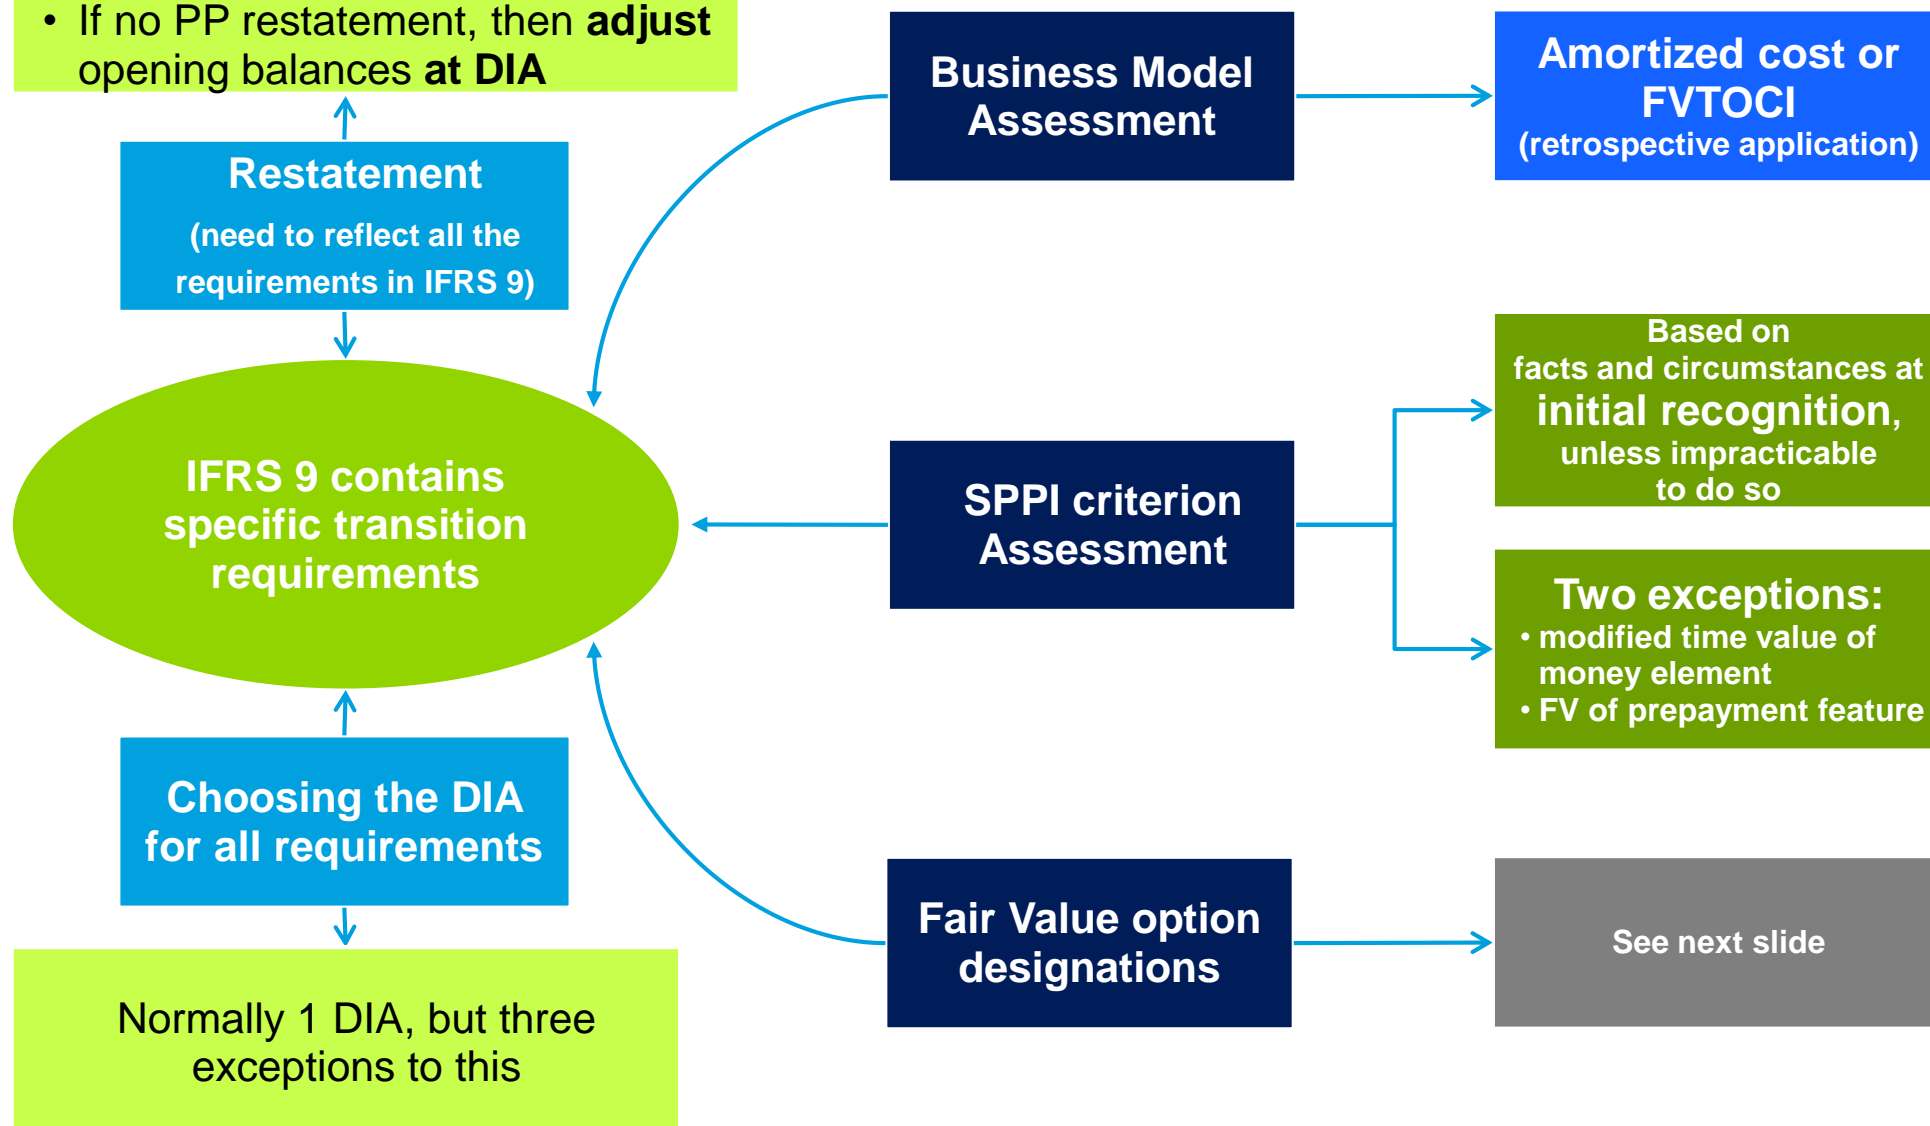 • If no PP restatement, then adjust
opening balances at DIA
Restatement
(need to reflect all the
requirements in IFRS 9)
IFRS 9 contains
specific transition
requirements
Choosing the DIA
for all requirements
Normally 1 DIA, but three
exceptions to this
Business Model
Assessment
Amortized cost or
FVTOCI
(retrospective application)
SPPI criterion
Assessment
Based on
facts and circumstances at
initial recognition,
unless impracticable
to do so
Two exceptions:
• modified time value of
money element
• FV of prepayment feature
Fair Value option
designations
See next slide